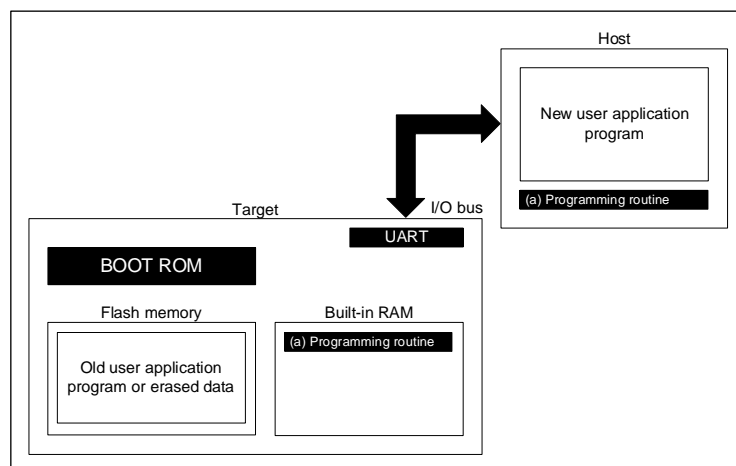 Host
New user application
program
(a) Programming routine
Target
I/O bus
UART
BOOT ROM
Flash memory
Built-in RAM
(a) Programming routine
Old user application
program or erased data